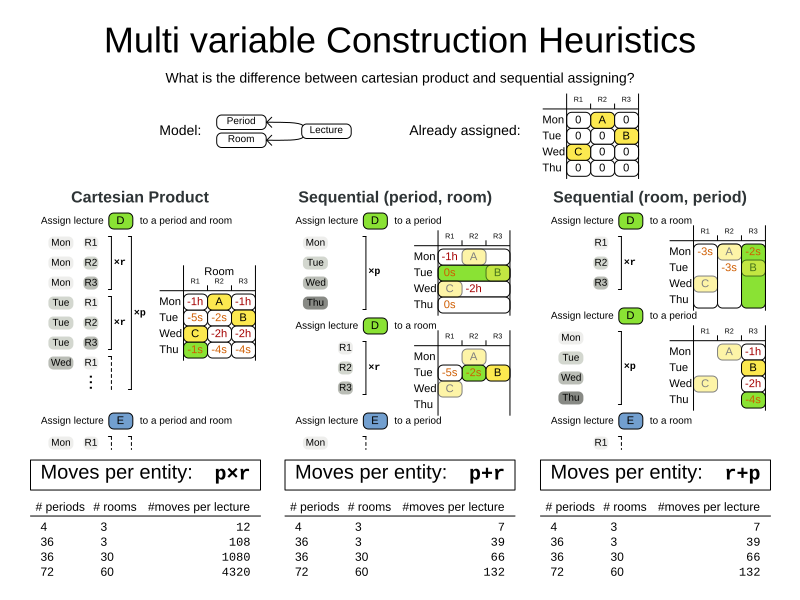 Multi variable Construction Heuristics
What is the difference between cartesian product and sequential assigning?
Model:
Period
Room
Lecture
Already assigned:
R1 R2 R3
Mon 0 A 0
Tue 0 0 B
Wed C 0 0
Thu 0 0 0
Cartesian Product
Assign lecture D to a period and room
Mon R1
Mon R2
Mon R3
Tue R1
Tue R2
Tue R3
Wed R1
⋮
×r
×r
×p
Room
R1 R2 R3
Mon -1h A -1h
Tue -5s -2s B
Wed C -2h -2h
Thu -1s -4s -4s
Assign lecture E to a period and room
Mon R1
Moves per entity: p×r
# periods # rooms #moves per lecture
4 3 12
36 3 108
36 30 1080
72 60 4320
Sequential (period, room)
Assign lecture D to a period
Mon
Tue
Wed
Thu
×p
R1 R2 R3
Mon -1h A
Tue 0s B
Wed C -2h
Thu 0s
Assign lecture D to a room
R1
R2
R3
×r
R1 R2 R3
Mon A
Tue -5s -2s B
Wed C
Thu
Assign lecture E to a period
Mon
Moves per entity: p+r
# periods # rooms #moves per lecture
4 3 7
36 3 39
36 30 66
72 60 132
Sequential (room, period)
Assign lecture D to a room
R1
R2
R3
×r
R1 R2 R3
Mon -3s A -2s
Tue -3s B
Wed C
Thu
Assign lecture D to a period
Mon
Tue
Wed
Thu
×p
R1 R2 R3
Mon A -1h
Tue B
Wed C -2h
Thu -4s
Assign lecture E to a room
R1
Moves per entity: r+p
# periods # rooms #moves per lecture
4 3 7
36 3 39
36 30 66
72 60 132